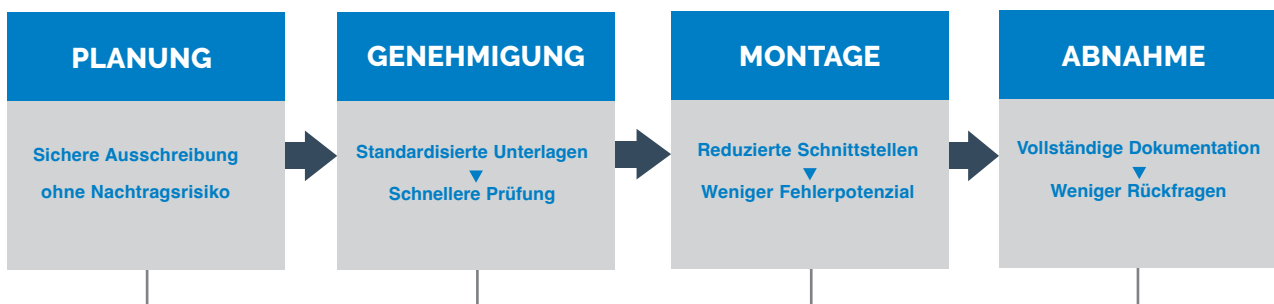 PLANUNG
Sichere Ausschreibung
ohne Nachtragsrisiko
GENEHMIGUNG
Standardisierte Unterlagen
Schnellere Prüfung
MONTAGE
Reduzierte Schnittstellen
Weniger Fehlerpotenzial
ABNAHME
Vollständige Dokumentation
Weniger Rückfragen